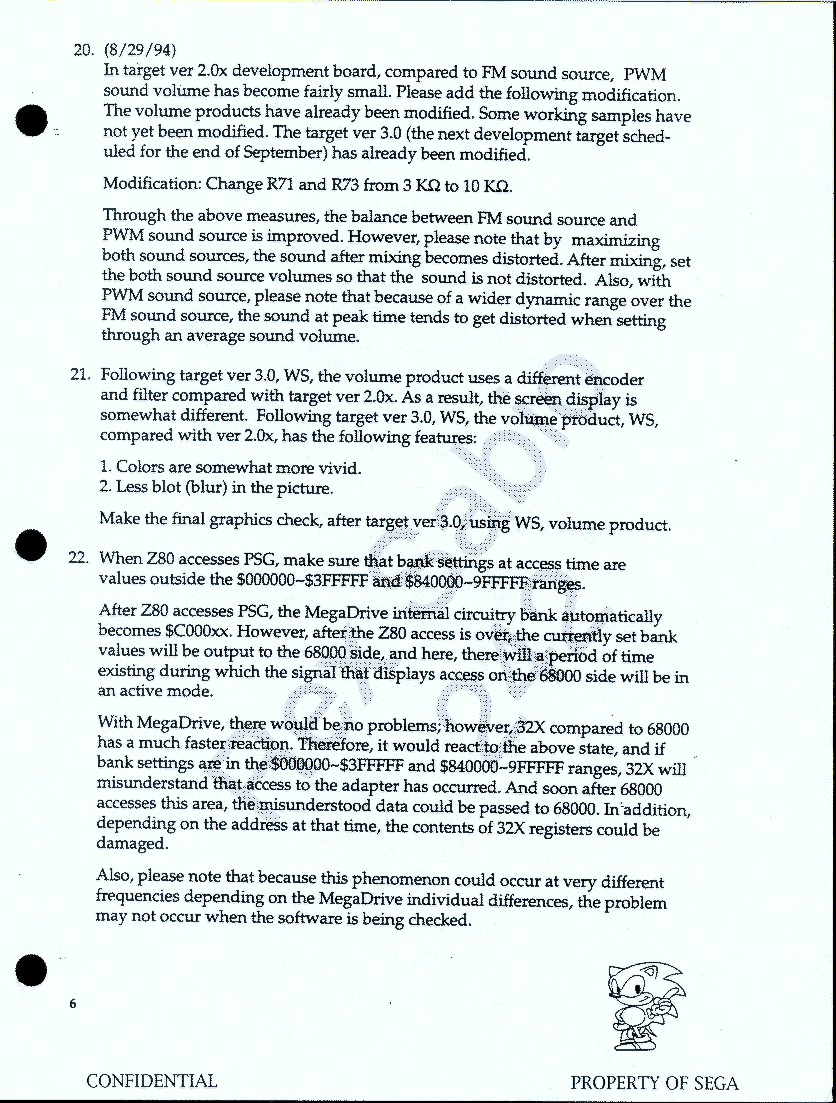 20. (8/29/94)
In target ver 2.0x development board, compared to FM sound source, PWM
sound volume has become fairly small. Please add the following modification.
The volume products have already been modified. Some working samples have
not yet been modified. The target ver 3.0 (the next development target sched-
uled for the end of September) has already been modified.
Modification: Change R71 and R73 from 3 KΩ to 10 KΩ.
Through the above measures, the balance between FM sound source and
PWM sound source is improved. However, please note that by maximizing
both sound sources, the sound after mixing becomes distorted. After mixing, set
the both sound source volumes so that the sound is not distorted. Also, with
PWM sound source, please note that because of a wider dynamic range over the
FM sound source, the sound at peak time tends to get distorted when setting
through an average sound volume.
21. Following target ver 3.0, WS, the volume product uses a different encoder
and filter compared with target ver 2.0x. As a result, the screen display is
somewhat different. Following target ver 3.0, WS, the volume product, WS,
compared with ver 2.0x, has the following features:
1. Colors are somewhat more vivid.
2. Less blot (blur) in the picture.
Make the final graphics check, after target ver 3.0, using WS, volume product.
22. When Z80 accesses PSG, make sure that bank settings at access time are
values outside the $000000~$3FFFFF and $840000~9FFFFF ranges.
After Z80 accesses PSG, the MegaDrive internal circuitry bank automatically
becomes $C000xx. However, after the Z80 access is over, the currently set bank
values will be output to the 68000 side, and here, there will a period of time
existing during which the signal that displays access on the 68000 side will be in
an active mode.
With MegaDrive, there would be no problems; however, 32X compared to 68000
has a much faster reaction. Therefore, it would react to the above state, and if
bank settings are in the $000000~$3FFFFF and $840000~9FFFFF ranges, 32X will
misunderstand that access to the adapter has occurred. And soon after 68000
accesses this area, the misunderstood data could be passed to 68000. In addition,
depending on the address at that time, the contents of 32X registers could be
damaged.
Also, please note that because this phenomenon could occur at very different
frequencies depending on the MegaDrive individual differences, the problem
may not occur when the software is being checked.
6
CONFIDENTIAL
PROPERTY OF SEGA